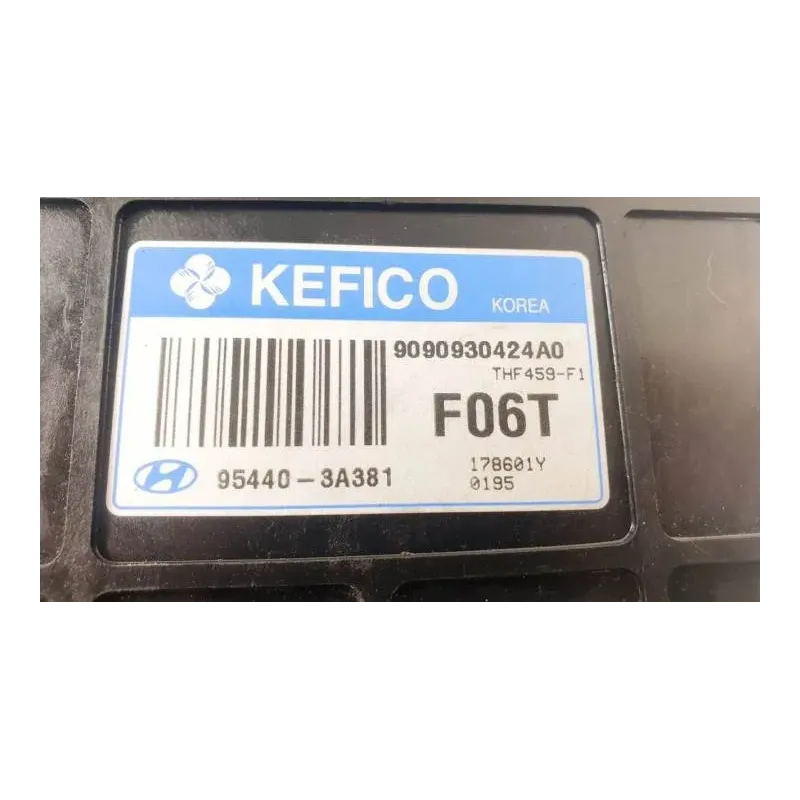 KEFICO KOREA
9090930424A0
THF459-F1
F06T
95440-3A381
178601Y
0195